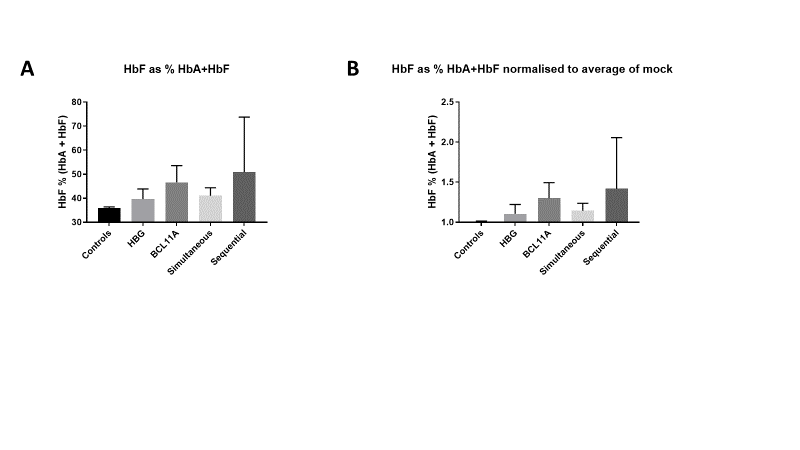 A
HbF as % HbA+HbF
HbF % (HbA + HbF)
80
70
60
50
40
30
Controls
HBG
BCL11A
Simultaneous
Sequential
B
HbF as % HbA+HbF normalised to average of mock
HbF % (HbA + HbF)
2.5
2.0
1.5
1.0
Controls
HBG
BCL11A
Simultaneous
Sequential